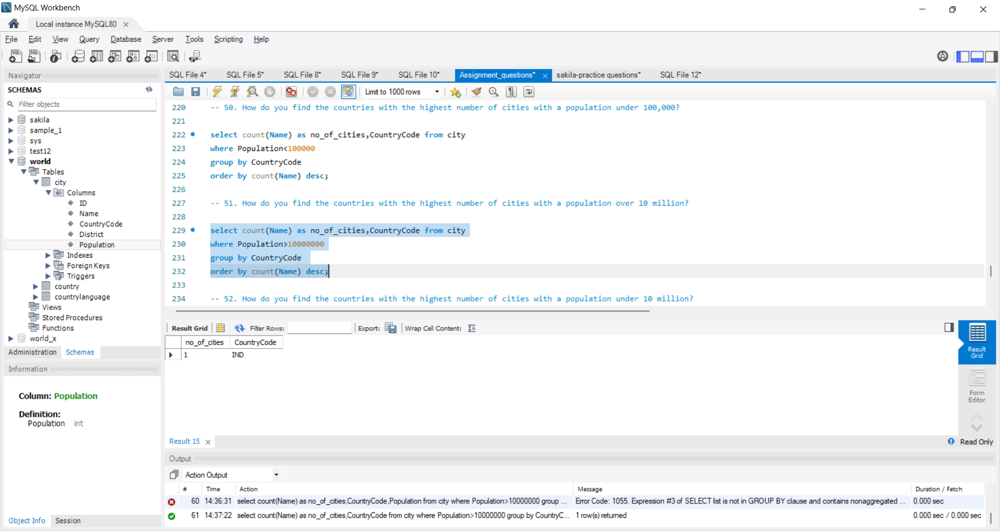 MySQL Workbench
Local instance MySQL80
File Edit View Query Database Server Tools Scripting Help
Navigator
SCHEMAS
Filter objects
sakila
sample_1
sys
test12
world
Tables
city
Columns
ID
Name
CountryCode
District
Population
Indexes
Foreign Keys
Triggers
country
countrylanguage
Views
Stored Procedures
Functions
world_x
Administration Schemas
Information
Column: Population
Definition:
Population int
Object Info Session
SQL File 4* SQL File 5* SQL File 8* SQL File 9* SQL File 10* Assignment_questions* sakila-practice questions* SQL File 12*
Limit to 1000 rows
220 -- 50. How do you find the countries with the highest number of cities with a population under 100,000?
221
222 select count(Name) as no_of_cities,CountryCode from city
223 where Population<100000
224 group by CountryCode
225 order by count(Name) desc;
226
227 -- 51. How do you find the countries with the highest number of cities with a population over 10 million?
228
229 select count(Name) as no_of_cities,CountryCode from city
230 where Population>10000000
231 group by CountryCode
232 order by count(Name) desc;
233
234 -- 52. How do you find the countries with the highest number of cities with a population under 10 million?
Result Grid Filter Rows: Export: Wrap Cell Content:
no_of_cities CountryCode
1 IND
Result Grid
Form Editor
Result 15
Read Only
Output
Action Output
# Time Action Message Duration / Fetch
60 14:36:31 select count(Name) as no_of_cities,CountryCode,Population from city where Population>10000000 group ... Error Code: 1055. Expression #3 of SELECT list is not in GROUP BY clause and contains nonaggregated ... 0.000 sec
61 14:37:22 select count(Name) as no_of_cities,CountryCode from city where Population>10000000 group by CountryC... 1 row(s) returned 0.000 sec / 0.000 sec